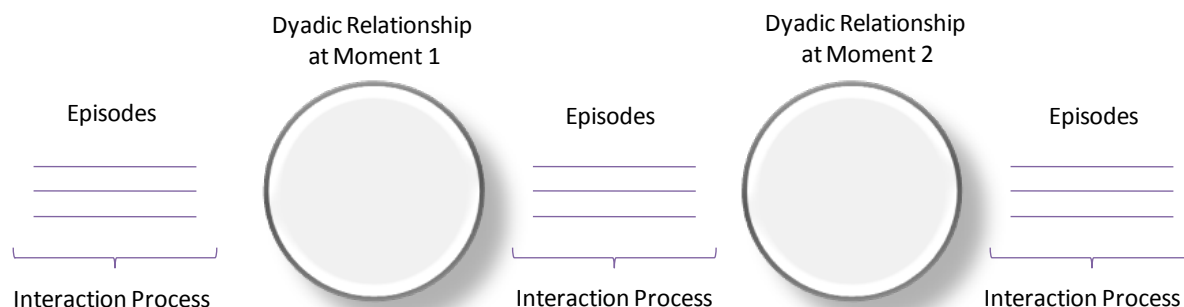 Dyadic Relationship
at Moment 1
Dyadic Relationship
at Moment 2
Episodes
Episodes
Episodes
Interaction Process
Interaction Process
Interaction Process